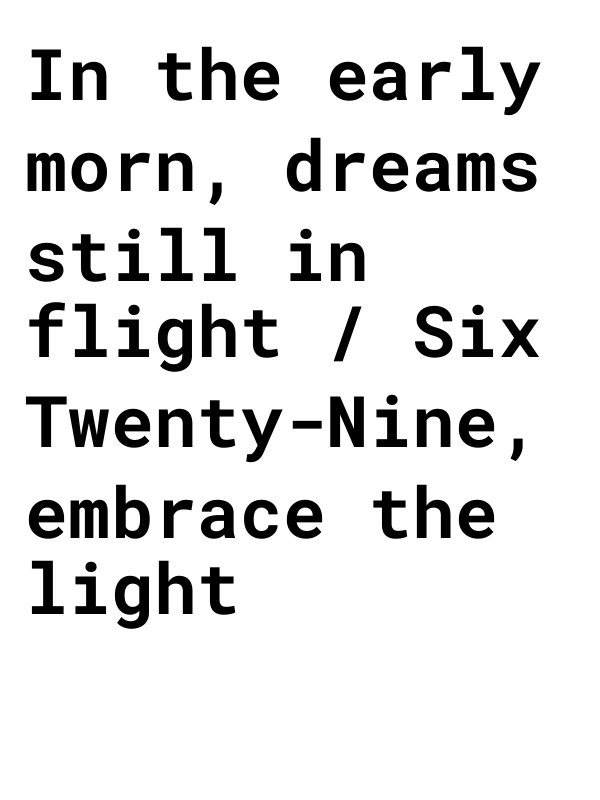 In the early
morn, dreams
still in
flight / Six
Twenty-Nine,
embrace the
light